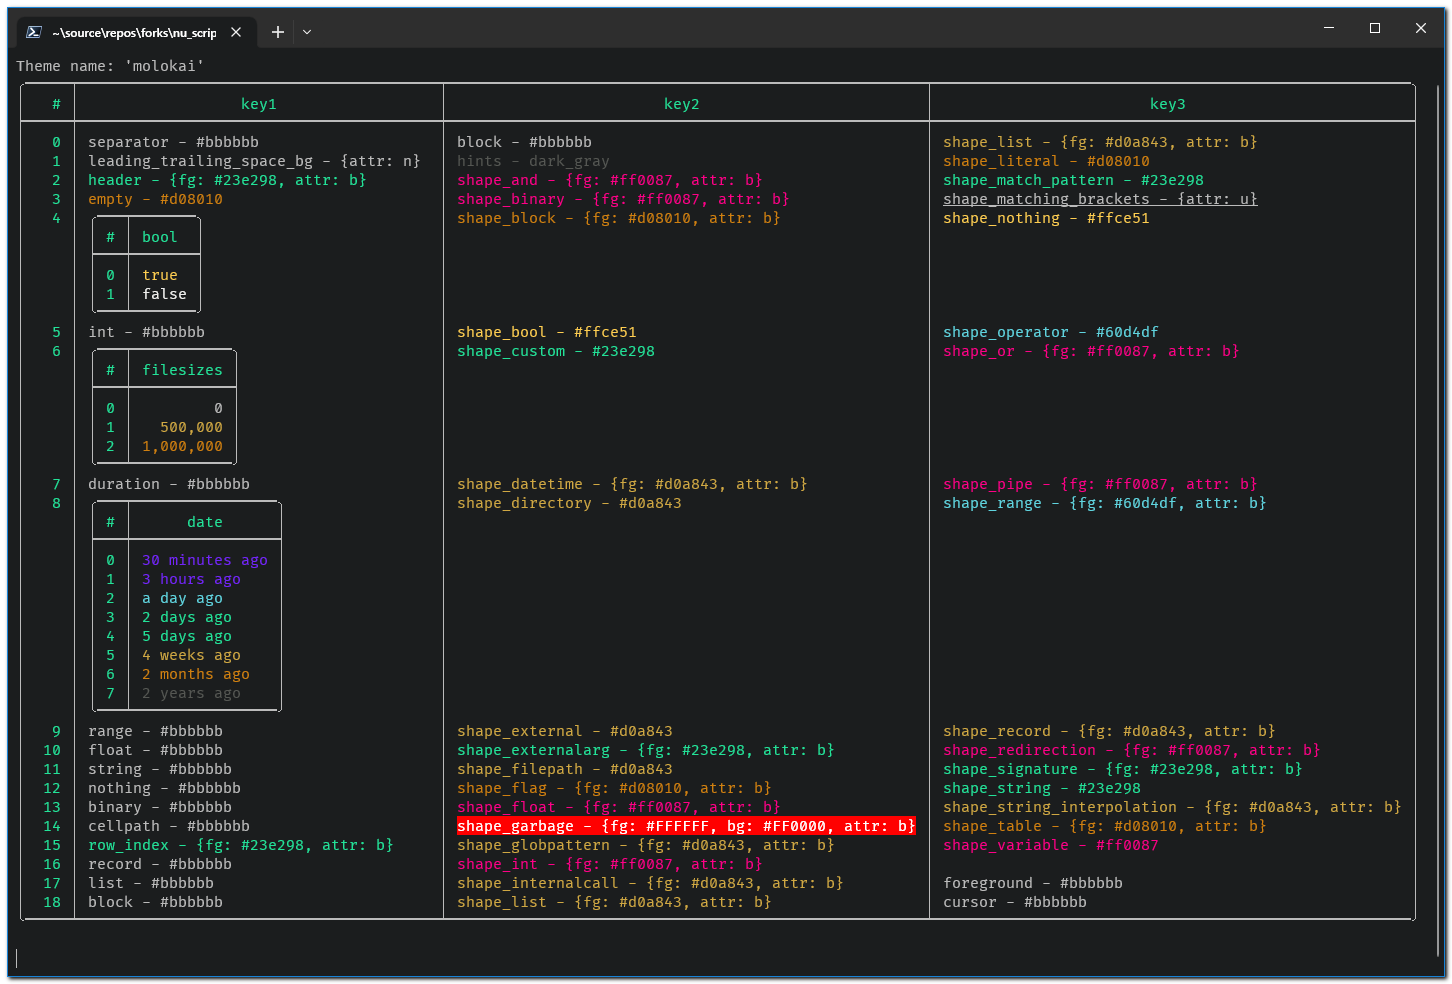 ~\source\repos\forks\nu_scrip
Theme name: 'molokai'
# key1 key2 key3
0 separator - #bbbbbb block - #bbbbbb shape_list - {fg: #d0a843, attr: b}
1 leading_trailing_space_bg - {attr: n} hints - dark_gray shape_literal - #d08010
2 header - {fg: #23e298, attr: b} shape_and - {fg: #ff0087, attr: b} shape_match_pattern - #23e298
3 empty - #d08010 shape_binary - {fg: #ff0087, attr: b} shape_matching_brackets - {attr: u}
4 shape_block - {fg: #d08010, attr: b} shape_nothing - #ffce51
# bool
0 true
1 false
5 int - #bbbbbb shape_bool - #ffce51 shape_operator - #60d4df
6 shape_custom - #23e298 shape_or - {fg: #ff0087, attr: b}
# filesizes
0 0
1 500,000
2 1,000,000
7 duration - #bbbbbb shape_datetime - {fg: #d0a843, attr: b} shape_pipe - {fg: #ff0087, attr: b}
8 shape_directory - #d0a843 shape_range - {fg: #60d4df, attr: b}
# date
0 30 minutes ago
1 3 hours ago
2 a day ago
3 2 days ago
4 5 days ago
5 4 weeks ago
6 2 months ago
7 2 years ago
9 range - #bbbbbb shape_external - #d0a843 shape_record - {fg: #d0a843, attr: b}
10 float - #bbbbbb shape_externalarg - {fg: #23e298, attr: b} shape_redirection - {fg: #ff0087, attr: b}
11 string - #bbbbbb shape_filepath - #d0a843 shape_signature - {fg: #23e298, attr: b}
12 nothing - #bbbbbb shape_flag - {fg: #d08010, attr: b} shape_string - #23e298
13 binary - #bbbbbb shape_float - {fg: #ff0087, attr: b} shape_string_interpolation - {fg: #d0a843, attr: b}
14 cellpath - #bbbbbb shape_garbage - {fg: #FFFFFF, bg: #FF0000, attr: b} shape_table - {fg: #d08010, attr: b}
15 row_index - {fg: #23e298, attr: b} shape_globpattern - {fg: #d0a843, attr: b} shape_variable - #ff0087
16 record - #bbbbbb shape_int - {fg: #ff0087, attr: b}
17 list - #bbbbbb shape_internalcall - {fg: #d0a843, attr: b} foreground - #bbbbbb
18 block - #bbbbbb shape_list - {fg: #d0a843, attr: b} cursor - #bbbbbb